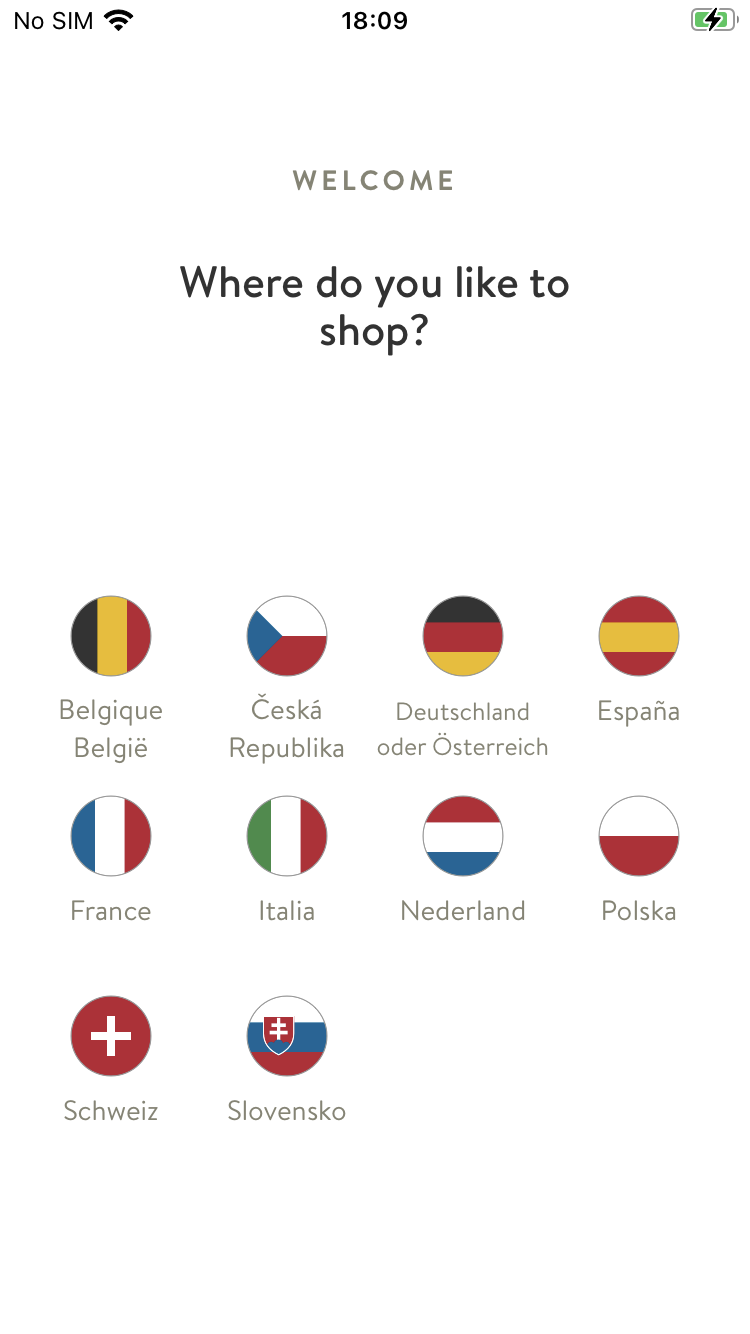 No SIM 18:09
WELCOME
Where do you like to
shop?
Belgique
België
Česká
Republika
Deutschland
oder Österreich
España
France
Italia
Nederland
Polska
Schweiz
Slovensko